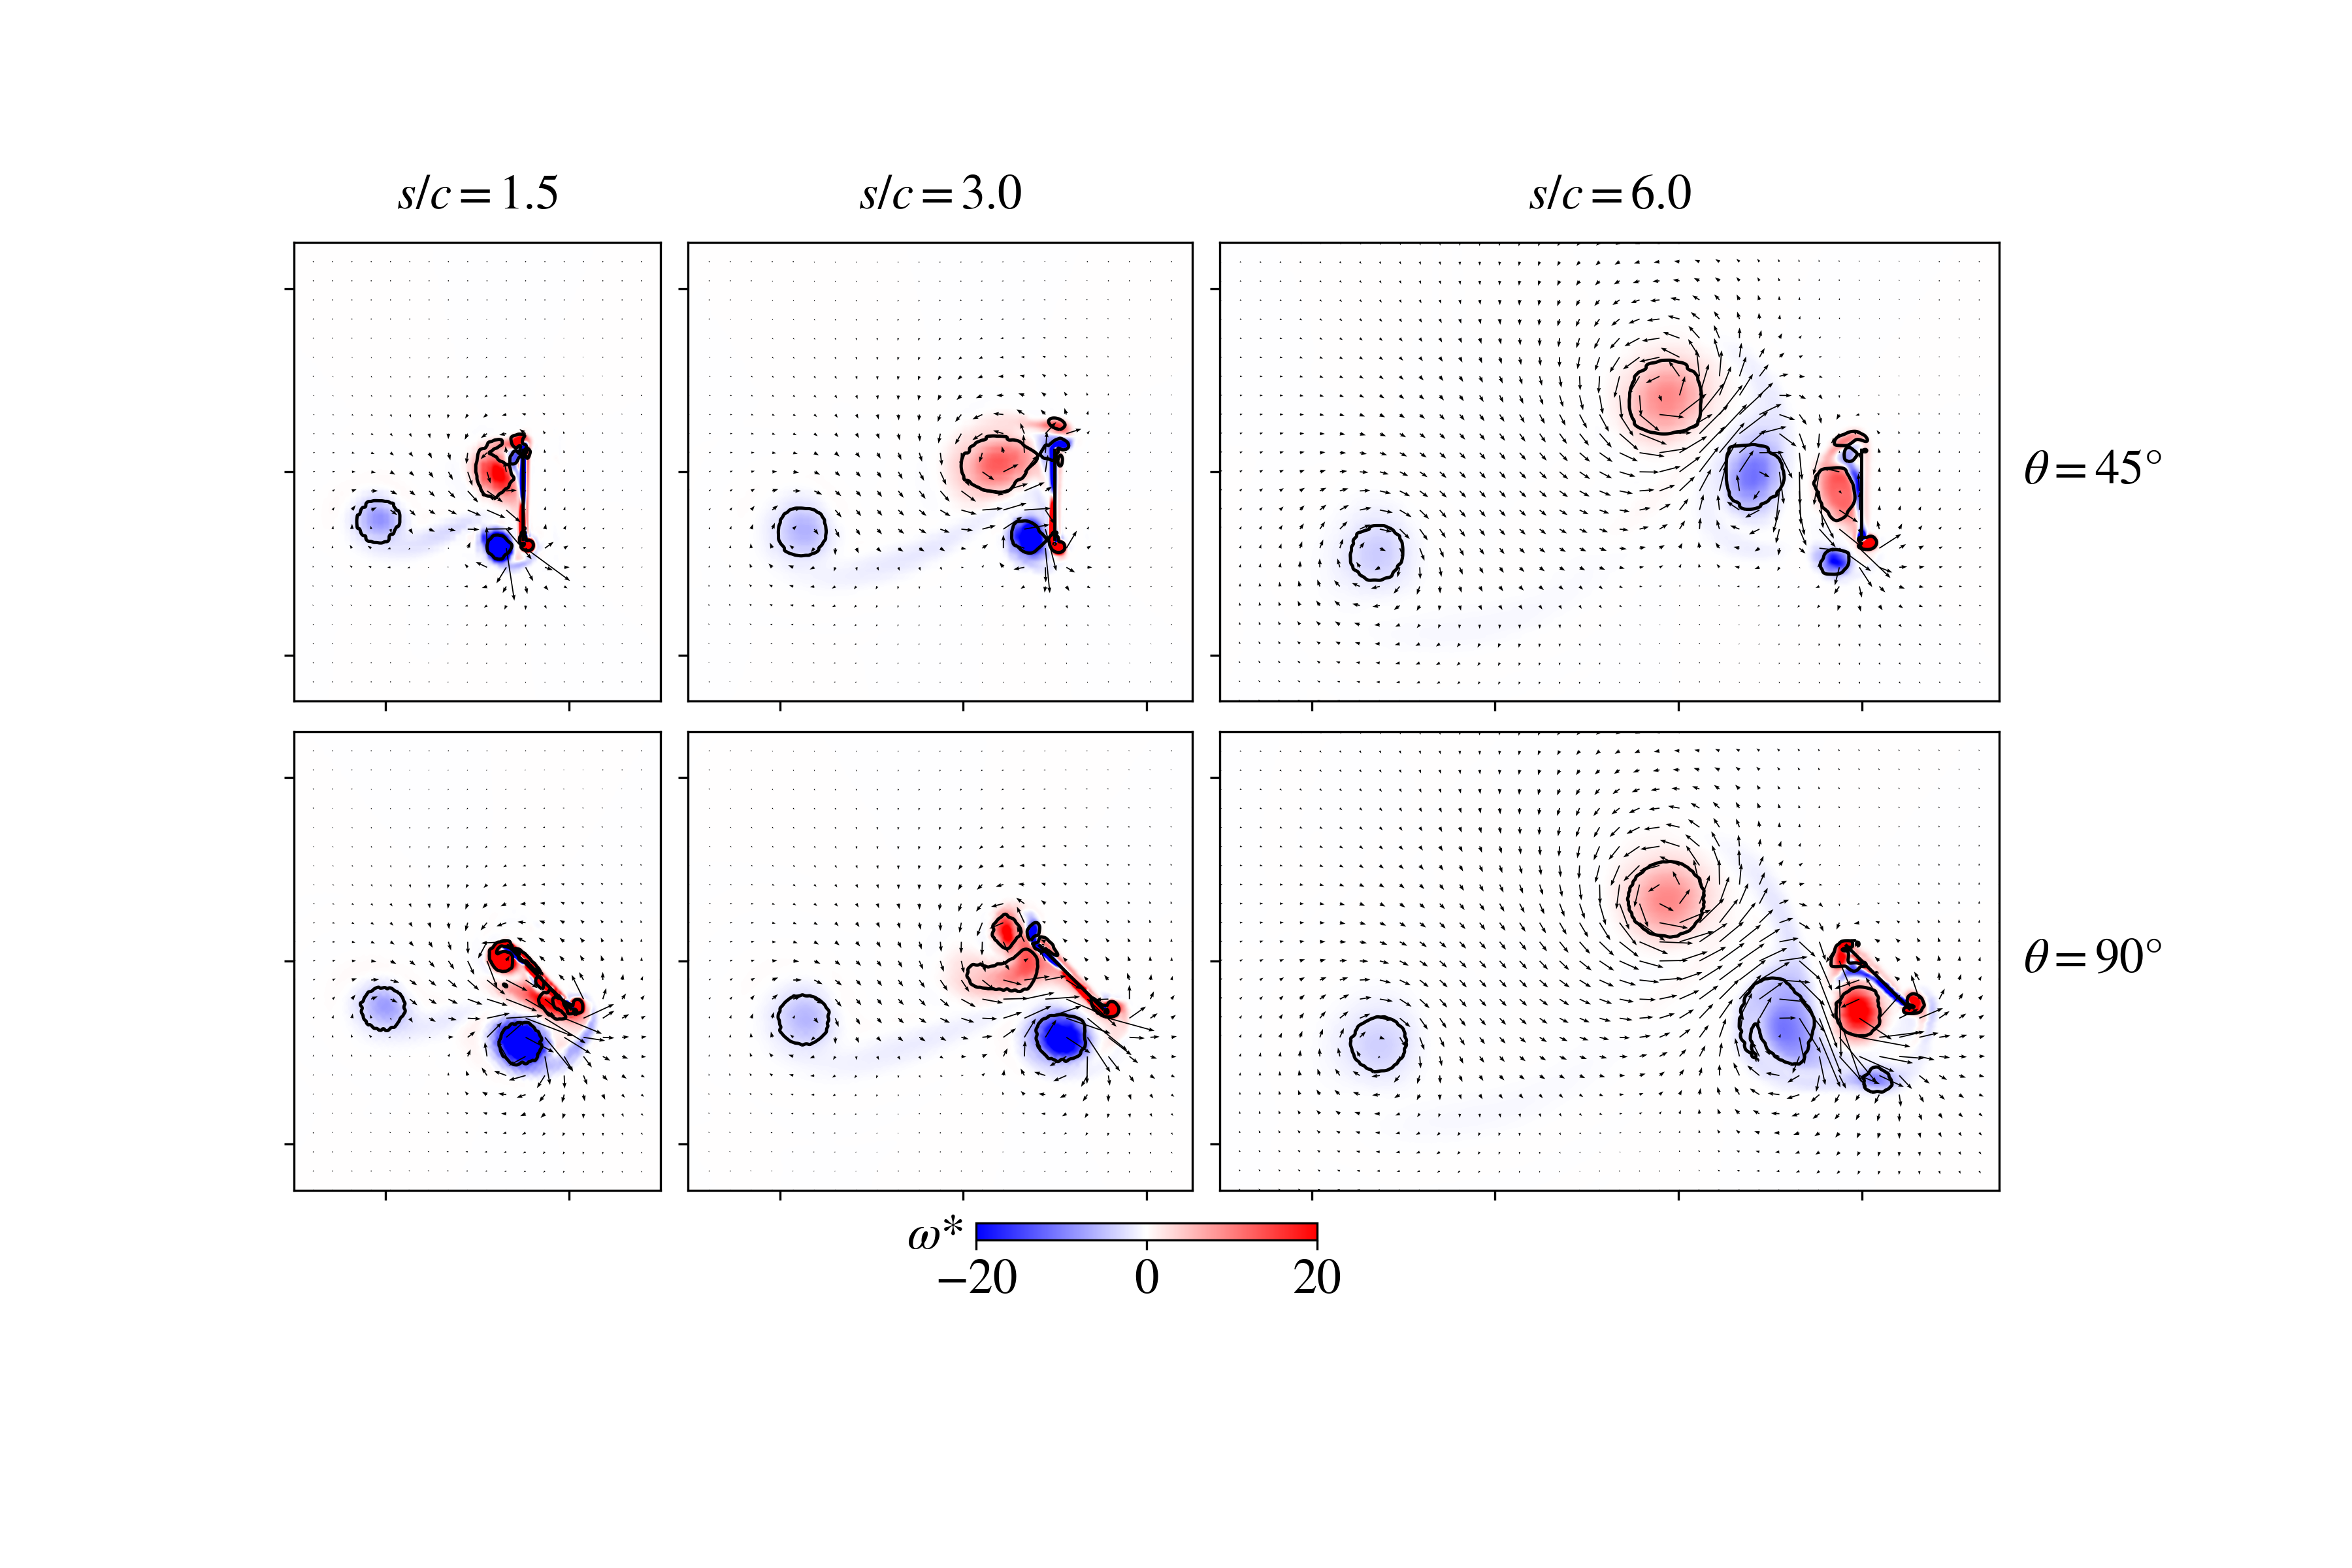 s/c = 1.5 s/c = 3.0 s/c = 6.0
θ = 45°
θ = 90°
ω*
−20 0 20